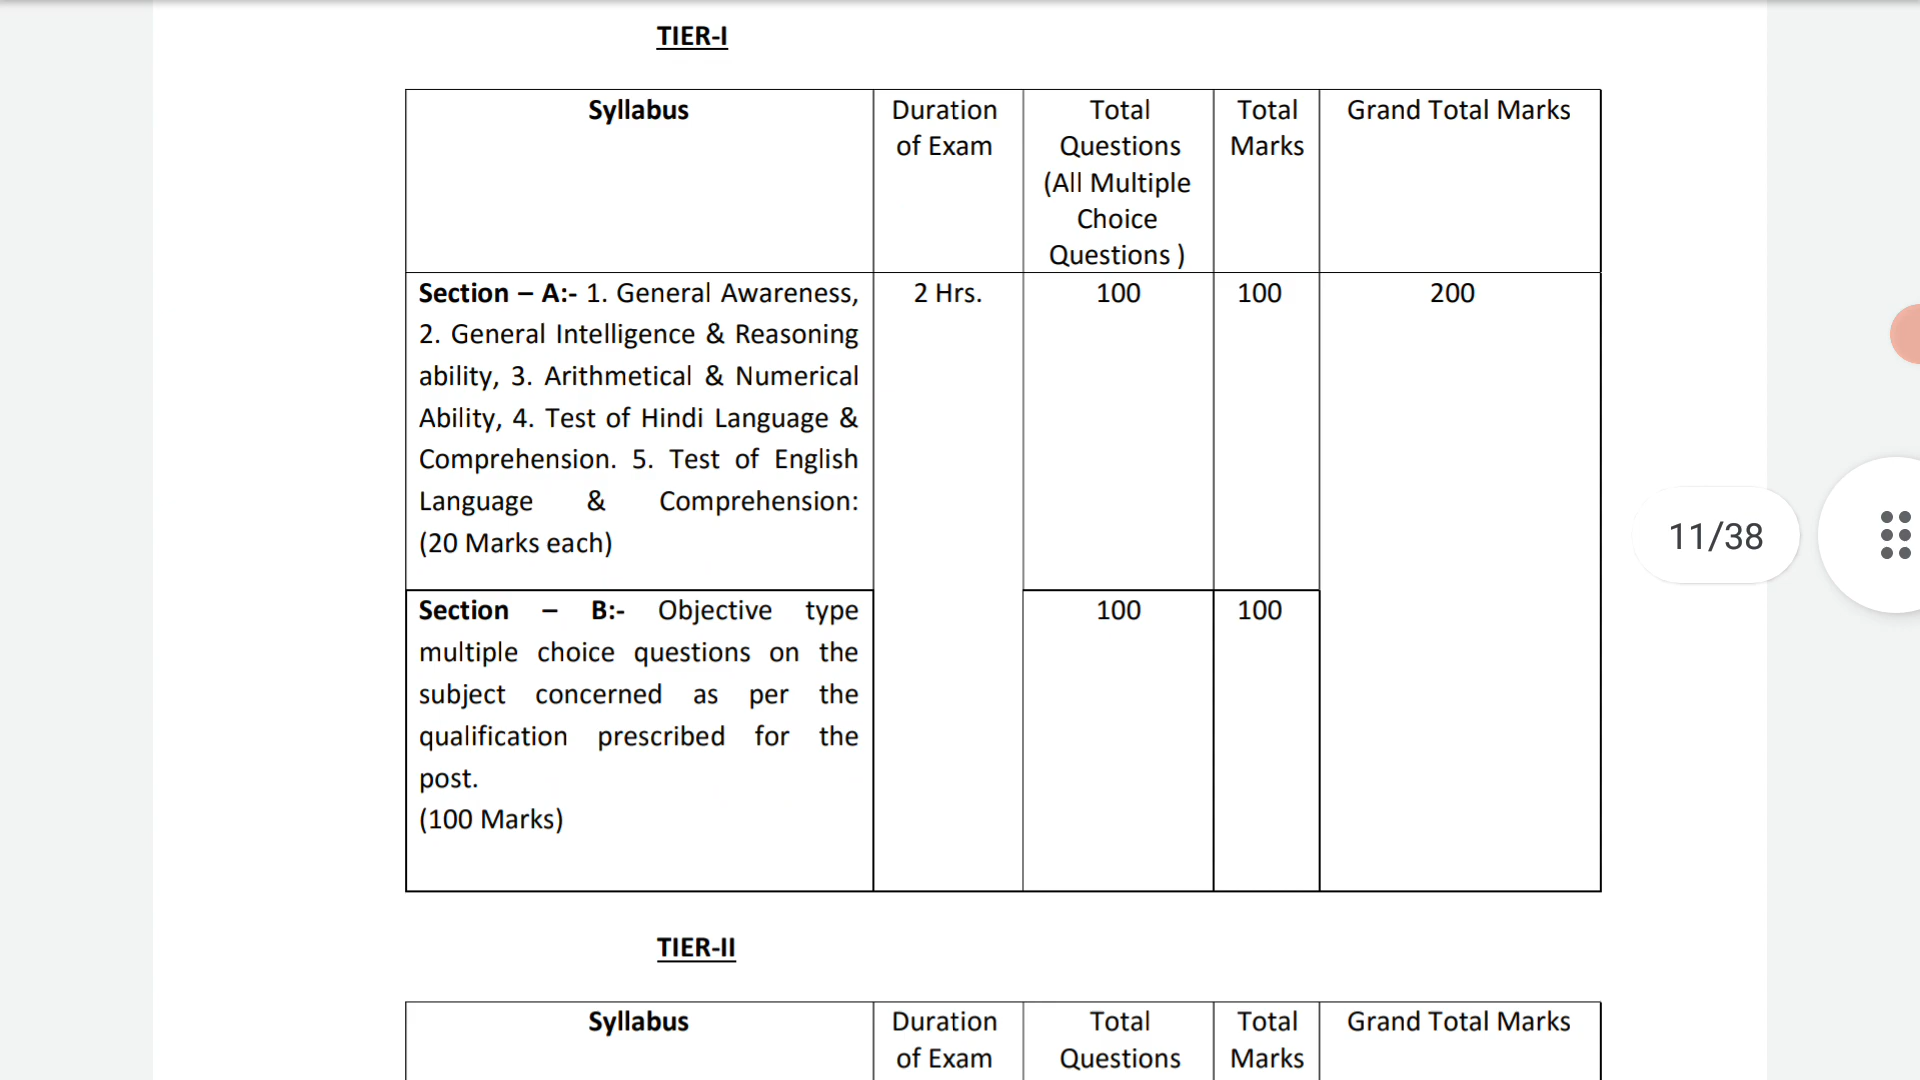 TIER-I
Syllabus
Duration
of Exam
Total
Questions
(All Multiple
Choice
Questions )
Total
Marks
Grand Total Marks
Section – A:- 1. General Awareness,
2. General Intelligence & Reasoning
ability, 3. Arithmetical & Numerical
Ability, 4. Test of Hindi Language &
Comprehension. 5. Test of English
Language & Comprehension:
(20 Marks each)
2 Hrs.
100
100
200
Section – B:- Objective type
multiple choice questions on the
subject concerned as per the
qualification prescribed for the
post.
(100 Marks)
100
100
11/38
TIER-II
Syllabus
Duration
of Exam
Total
Questions
Total
Marks
Grand Total Marks